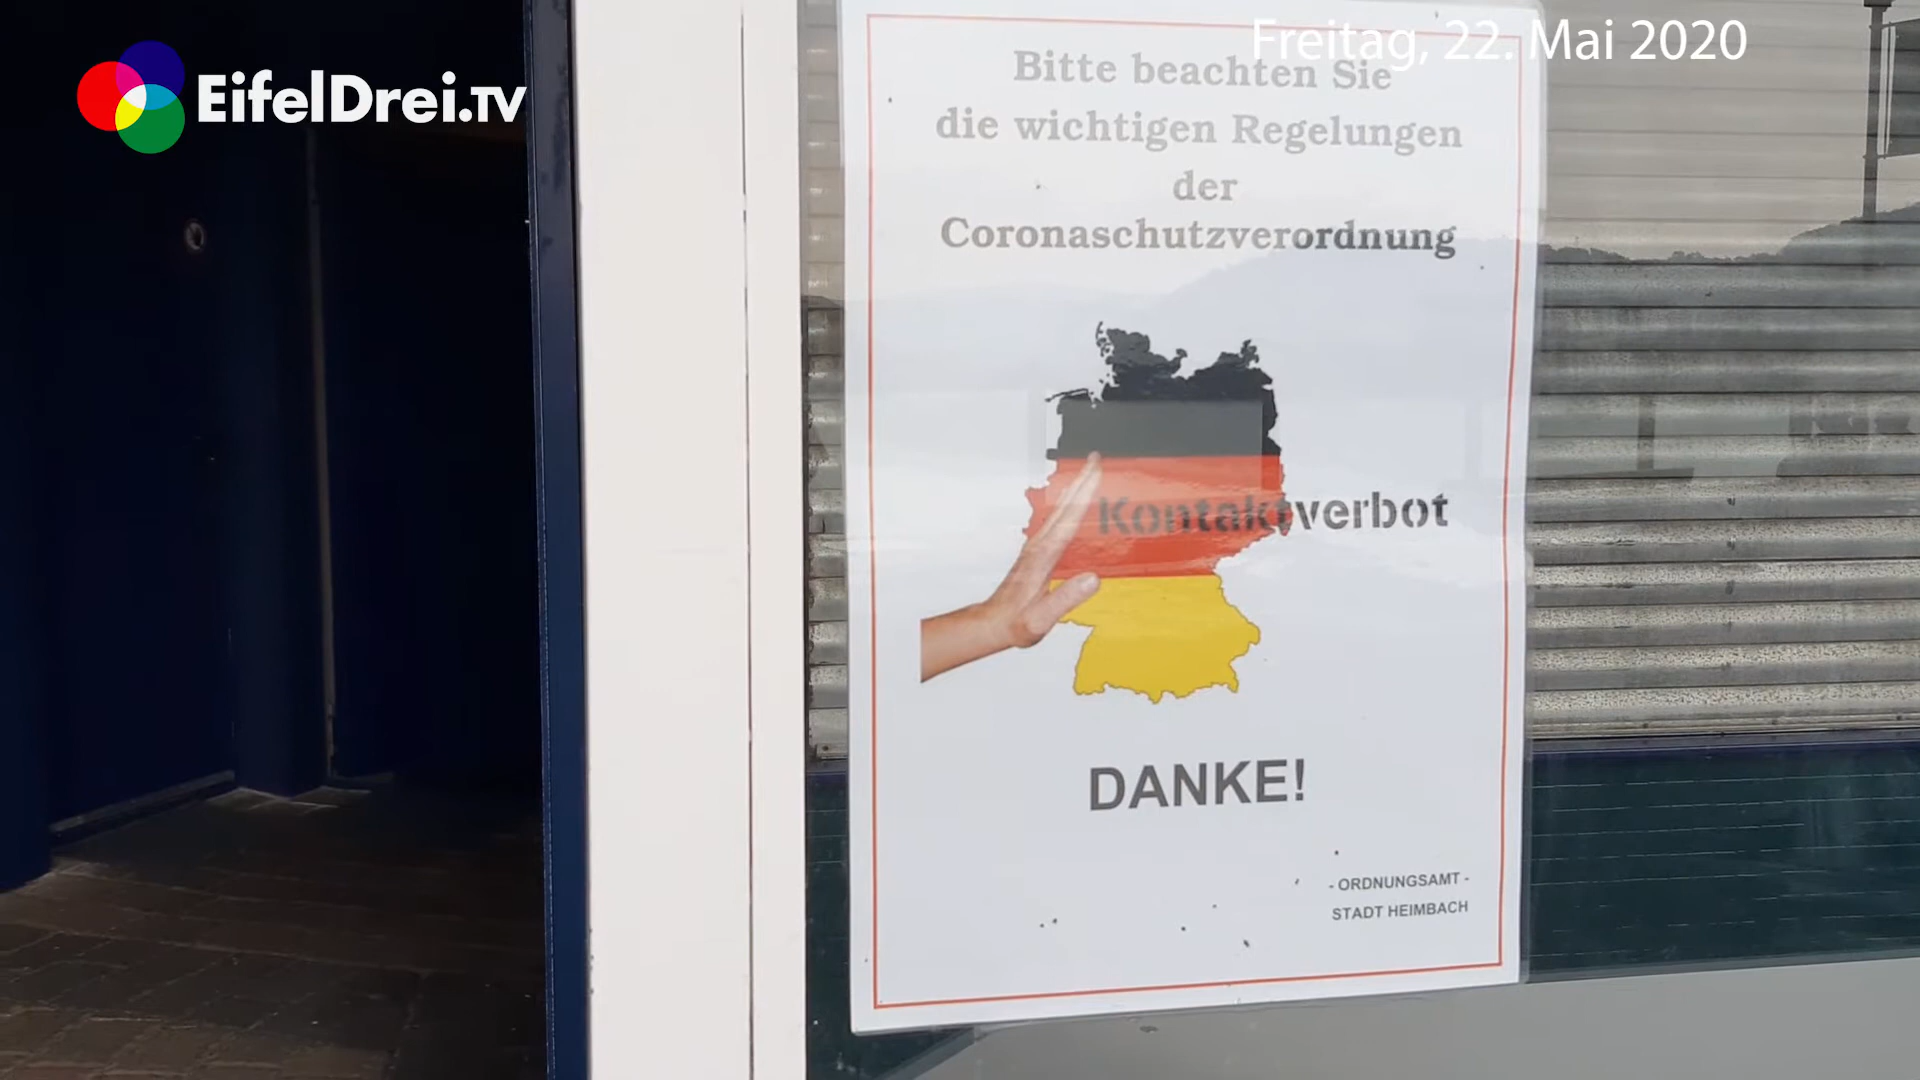 EifelDrei.TV
Freitag, 22. Mai 2020
Bitte beachten Sie
die wichtigen Regelungen
der
Coronaschutzverordnung
Kontaktverbot
DANKE!
- ORDNUNGSAMT -
STADT HEIMBACH